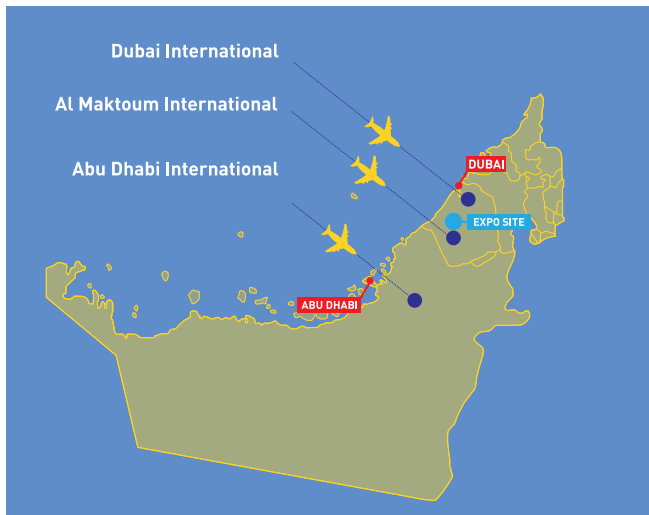 Dubai International
Al Maktoum International
Abu Dhabi International
DUBAI
EXPO SITE
ABU DHABI